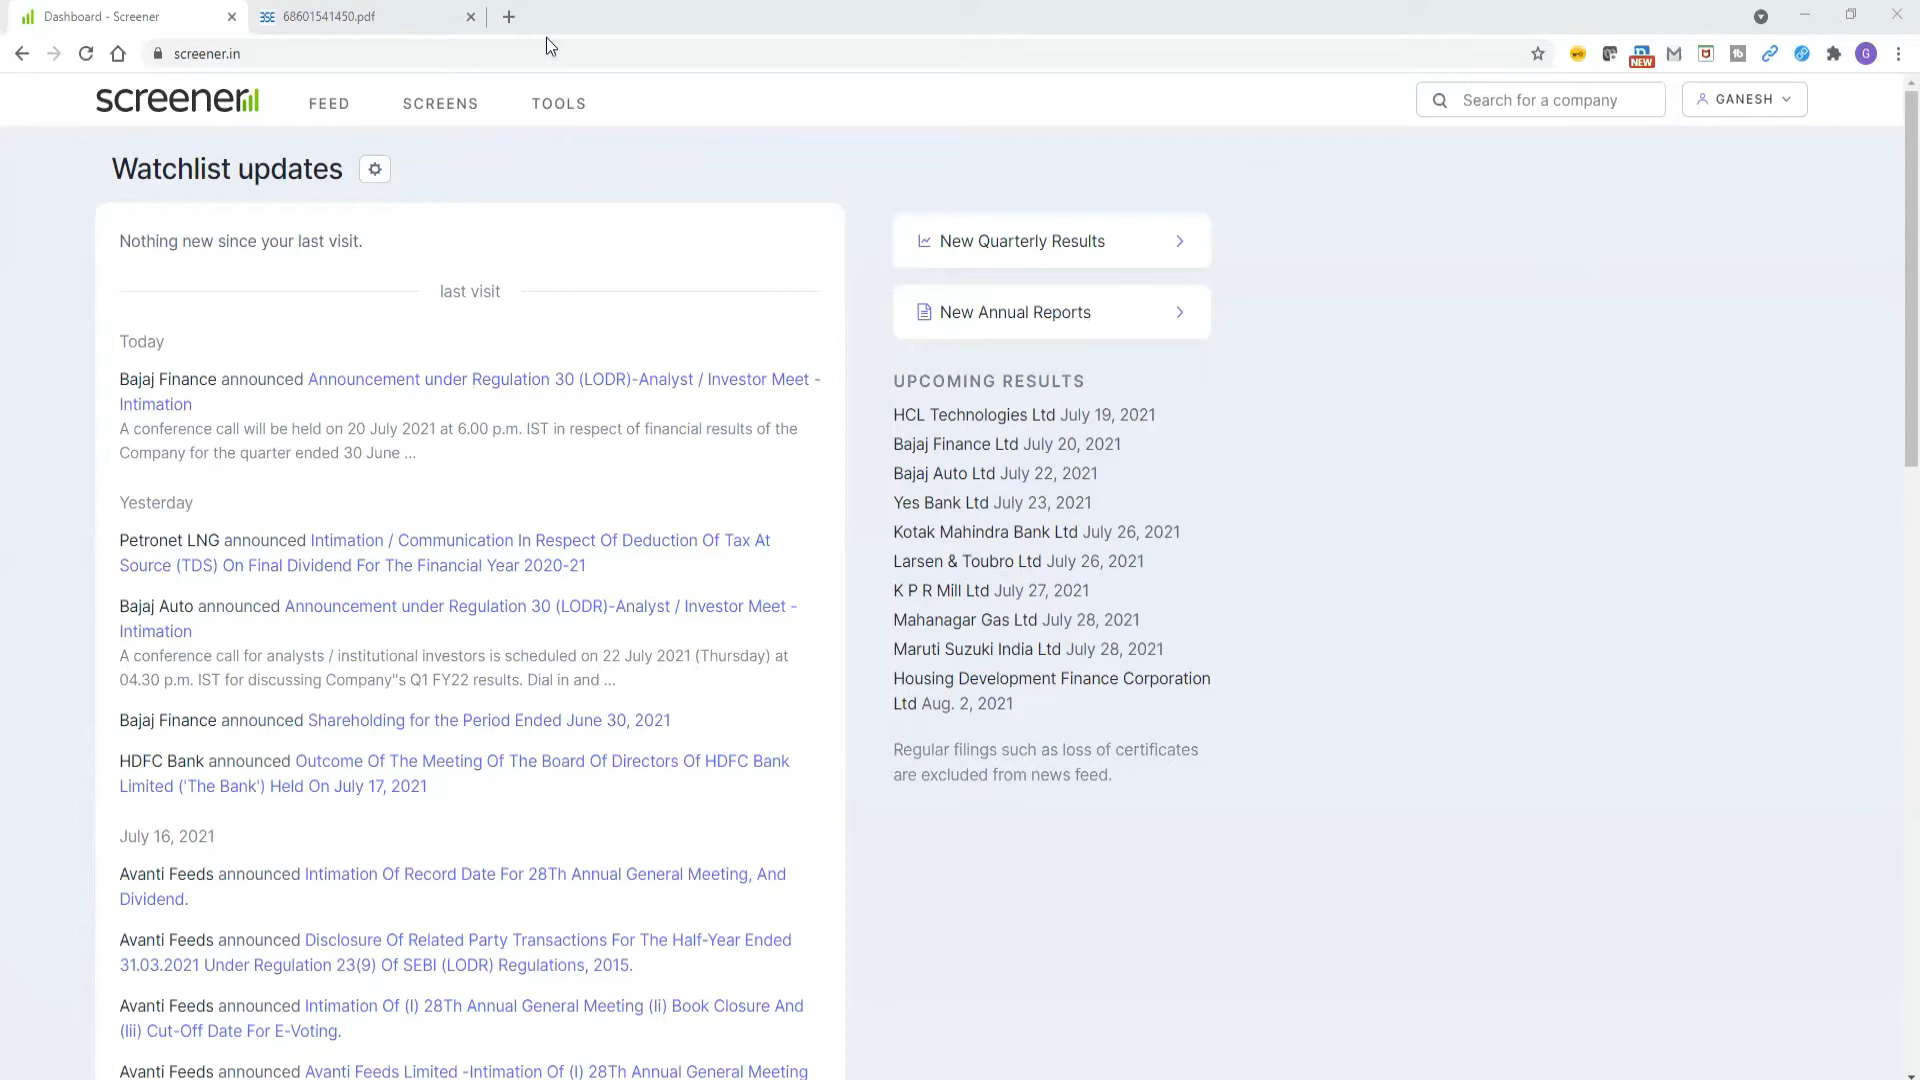 Dashboard - Screener
68601541450.pdf
screener.in
NEW
G
screener
FEED
SCREENS
TOOLS
Search for a company
GANESH
Watchlist updates
Nothing new since your last visit.
last visit
Today
Bajaj Finance announced Announcement under Regulation 30 (LODR)-Analyst / Investor Meet -
Intimation
A conference call will be held on 20 July 2021 at 6.00 p.m. IST in respect of financial results of the
Company for the quarter ended 30 June ...
Yesterday
Petronet LNG announced Intimation / Communication In Respect Of Deduction Of Tax At
Source (TDS) On Final Dividend For The Financial Year 2020-21
Bajaj Auto announced Announcement under Regulation 30 (LODR)-Analyst / Investor Meet -
Intimation
A conference call for analysts / institutional investors is scheduled on 22 July 2021 (Thursday) at
04.30 p.m. IST for discussing Company"s Q1 FY22 results. Dial in and ...
Bajaj Finance announced Shareholding for the Period Ended June 30, 2021
HDFC Bank announced Outcome Of The Meeting Of The Board Of Directors Of HDFC Bank
Limited ('The Bank') Held On July 17, 2021
July 16, 2021
Avanti Feeds announced Intimation Of Record Date For 28Th Annual General Meeting, And
Dividend.
Avanti Feeds announced Disclosure Of Related Party Transactions For The Half-Year Ended
31.03.2021 Under Regulation 23(9) Of SEBI (LODR) Regulations, 2015.
Avanti Feeds announced Intimation Of (I) 28Th Annual General Meeting (Ii) Book Closure And
(Iii) Cut-Off Date For E-Voting.
Avanti Feeds announced Avanti Feeds Limited -Intimation Of (I) 28Th Annual General Meeting
New Quarterly Results
New Annual Reports
UPCOMING RESULTS
HCL Technologies Ltd July 19, 2021
Bajaj Finance Ltd July 20, 2021
Bajaj Auto Ltd July 22, 2021
Yes Bank Ltd July 23, 2021
Kotak Mahindra Bank Ltd July 26, 2021
Larsen & Toubro Ltd July 26, 2021
K P R Mill Ltd July 27, 2021
Mahanagar Gas Ltd July 28, 2021
Maruti Suzuki India Ltd July 28, 2021
Housing Development Finance Corporation
Ltd Aug. 2, 2021
Regular filings such as loss of certificates
are excluded from news feed.